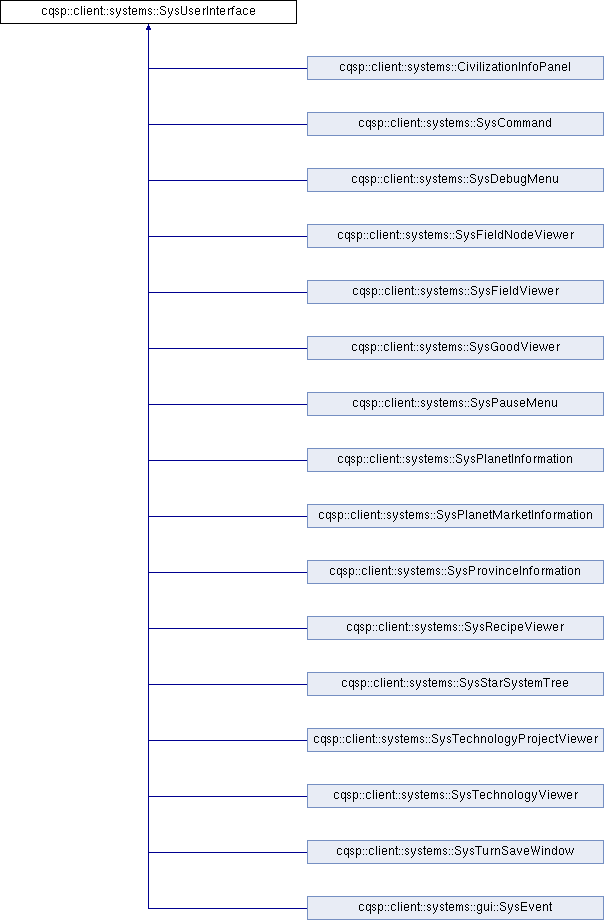 cqsp::client::systems::SysUserInterface
cqsp::client::systems::CivilizationInfoPanel
cqsp::client::systems::SysCommand
cqsp::client::systems::SysDebugMenu
cqsp::client::systems::SysFieldNodeViewer
cqsp::client::systems::SysFieldViewer
cqsp::client::systems::SysGoodViewer
cqsp::client::systems::SysPauseMenu
cqsp::client::systems::SysPlanetInformation
cqsp::client::systems::SysPlanetMarketInformation
cqsp::client::systems::SysProvinceInformation
cqsp::client::systems::SysRecipeViewer
cqsp::client::systems::SysStarSystemTree
cqsp::client::systems::SysTechnologyProjectViewer
cqsp::client::systems::SysTechnologyViewer
cqsp::client::systems::SysTurnSaveWindow
cqsp::client::systems::gui::SysEvent